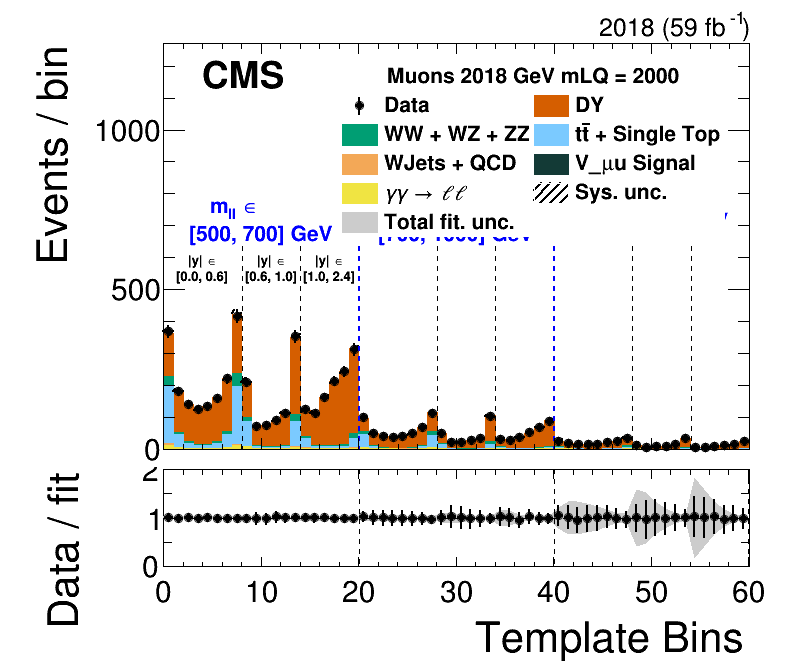 2018 (59 fb⁻¹)
CMS
Muons 2018 GeV mLQ = 2000
Data
DY
WW + WZ + ZZ
tt̄ + Single Top
WJets + QCD
V_μu Signal
γγ → ℓℓ
Sys. unc.
Total fit. unc.
Events / bin
1000
500
0
m_ll ∈
[500, 700] GeV
|y| ∈
[0.0, 0.6]
|y| ∈
[0.6, 1.0]
|y| ∈
[1.0, 2.4]
Data / fit
2
1
0
0 10 20 30 40 50 60
Template Bins